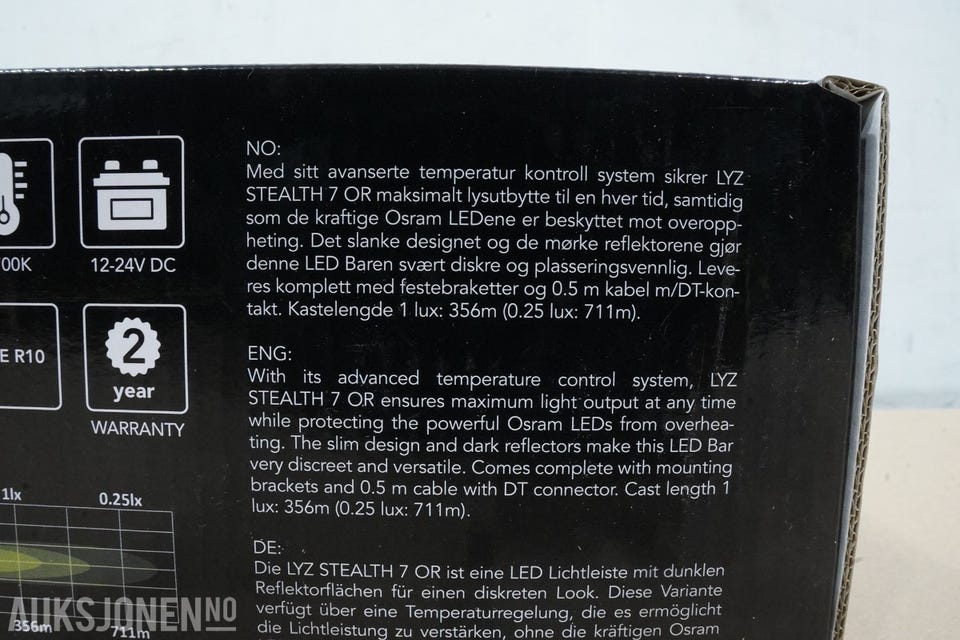 NO:
Med sitt avanserte temperatur kontroll system sikrer LYZ
STEALTH 7 OR maksimalt lysutbytte til en hver tid, samtidig
som de kraftige Osram LEDene er beskyttet mot overopp-
heting. Det slanke designet og de mørke reflektorene gjør
denne LED Baren svært diskre og plasseringsvennlig. Leve-
res komplett med festebraketter og 0.5 m kabel m/DT-kon-
takt. Kastelengde 1 lux: 356m (0.25 lux: 711m).
ENG:
With its advanced temperature control system, LYZ
STEALTH 7 OR ensures maximum light output at any time
while protecting the powerful Osram LEDs from overhea-
ting. The slim design and dark reflectors make this LED Bar
very discreet and versatile. Comes complete with mounting
brackets and 0.5 m cable with DT connector. Cast length 1
lux: 356m (0.25 lux: 711m).
DE:
Die LYZ STEALTH 7 OR ist eine LED Lichtleiste mit dunklen
Reflektorflächen für einen diskreten Look. Diese Variante
verfügt über eine Temperaturregelung, die es ermöglicht
die Lichtleistung zu verstärken, ohne die kräftigen Osram
00K
12-24V DC
E R10
2
year
WARRANTY
1lx
0.25lx
356m
711m
AUKSJONEN NO